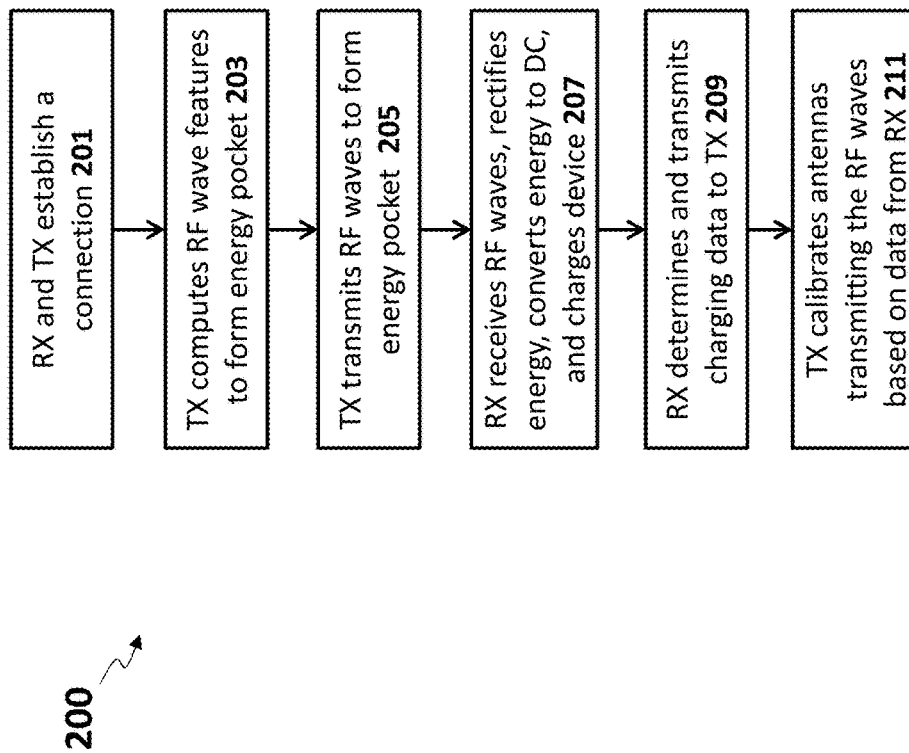 200
RX and TX establish a
connection 201
TX computes RF wave features
to form energy pocket 203
TX transmits RF waves to form
energy pocket 205
RX receives RF waves, rectifies
energy, converts energy to DC,
and charges device 207
RX determines and transmits
charging data to TX 209
TX calibrates antennas
transmitting the RF waves
based on data from RX 211